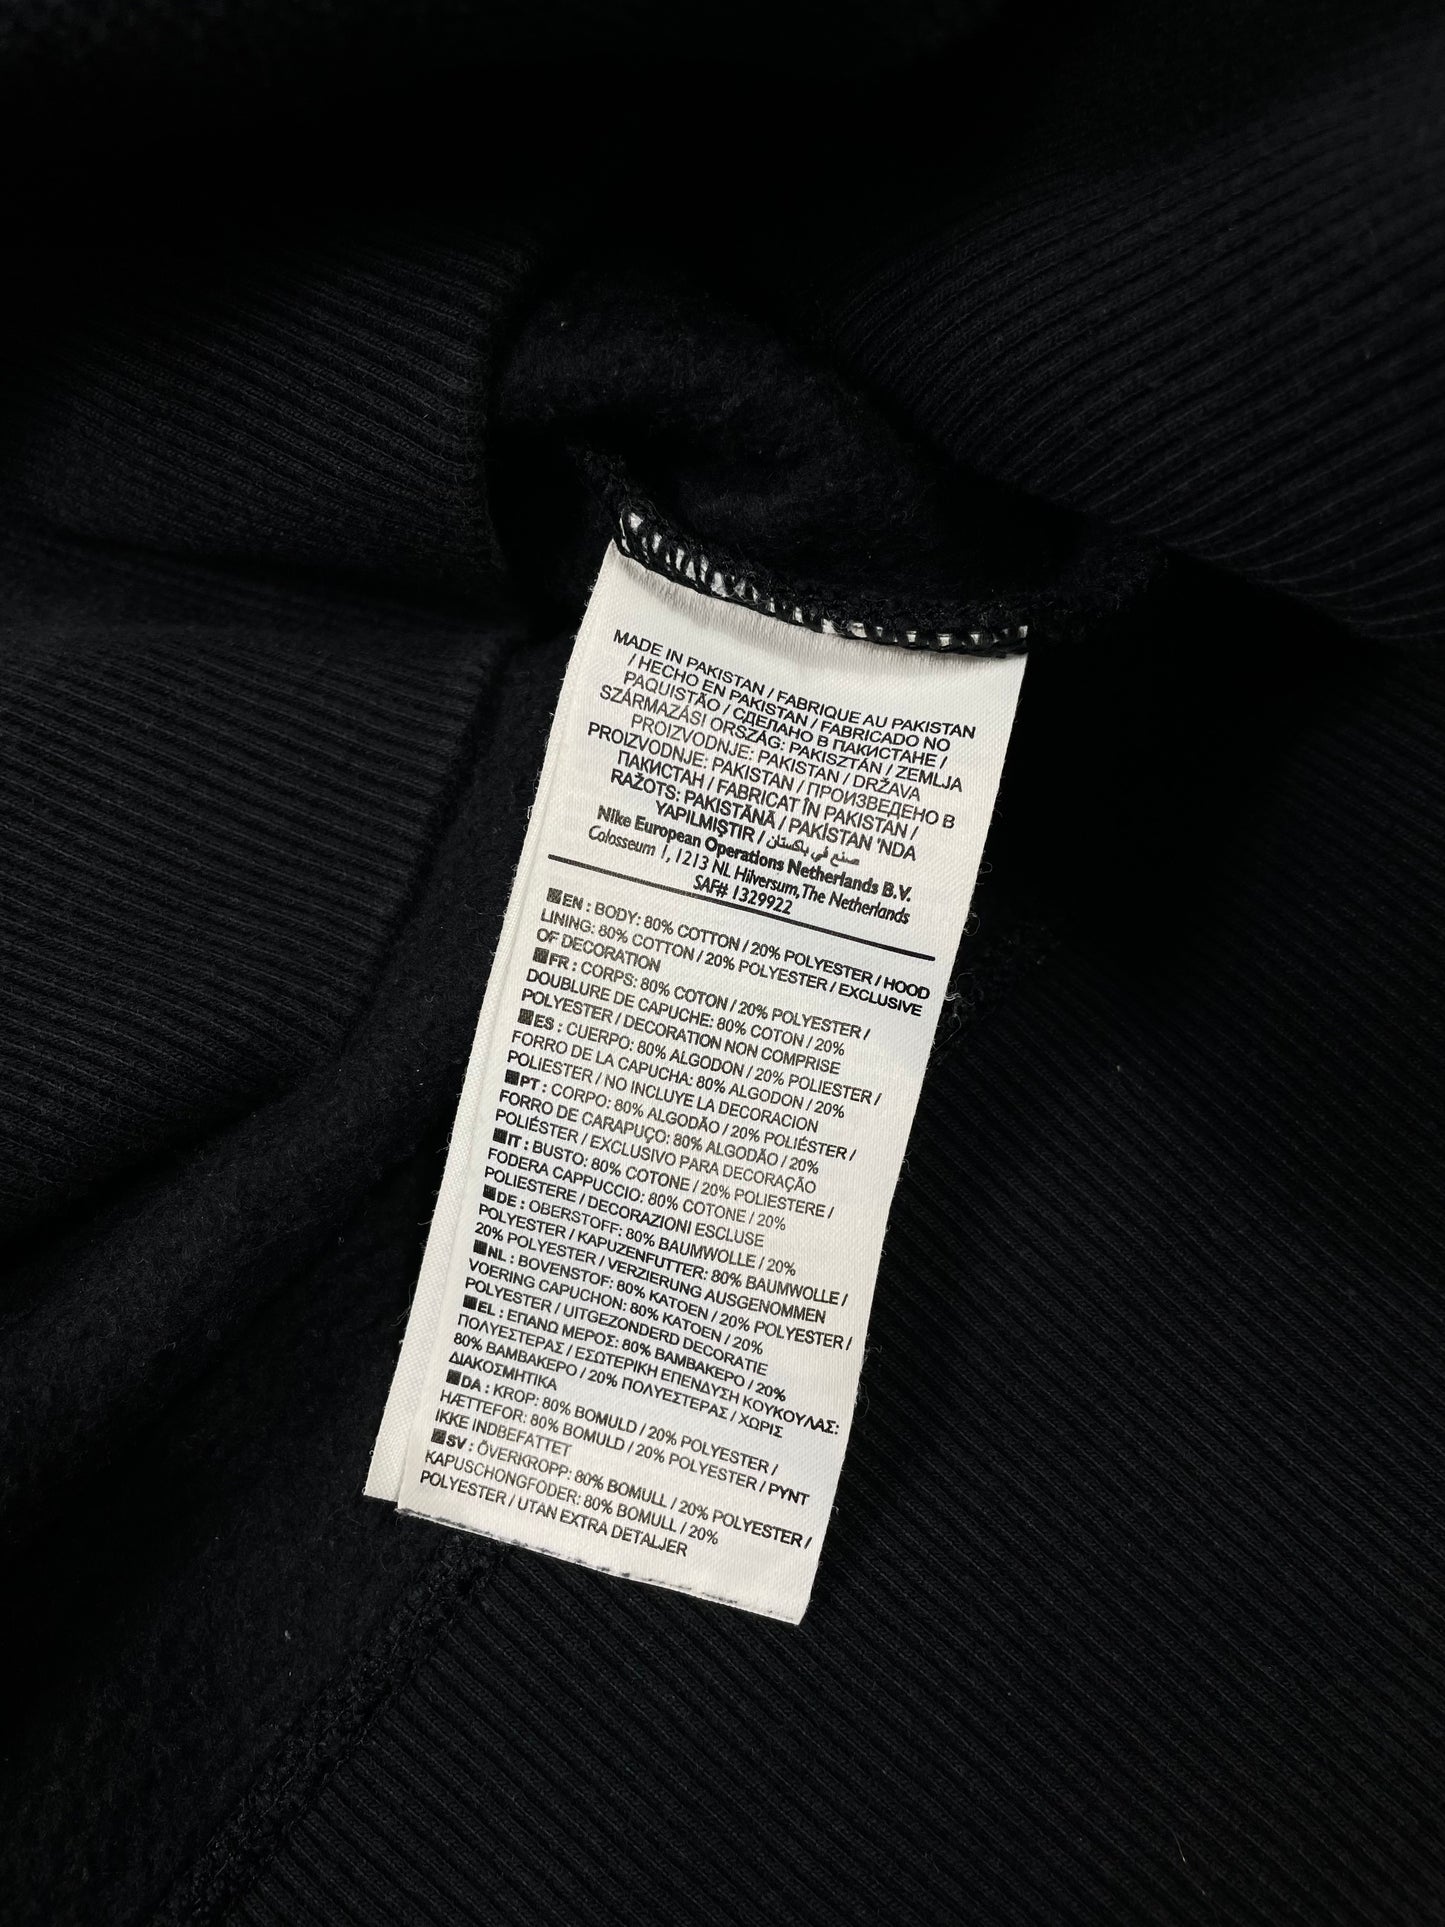 MADE IN PAKISTAN / FABRIQUE AU PAKISTAN
/ HECHO EN PAKISTAN / FABRICADO NO
PAQUISTÃO / СДЕЛАНО В ПАКИСТАНЕ /
SZÁRMAZÁSI ORSZÁG: PAKISZTÁN / ZEMLJA
PROIZVODNJE: PAKISTAN / DRŽAVA
PROIZVODNJE: PAKISTAN / ПРОИЗВЕДЕНО В
ПАКИСТАН / FABRICAT ÎN PAKISTAN /
RAŽOTS: PAKISTĀNĀ / PAKİSTAN 'NDA
YAPILMIŞTIR / صنع في باكستان
Nike European Operations Netherlands B.V.
Colosseum 1, 1213 NL Hilversum, The Netherlands
SAF# 1329922
EN : BODY: 80% COTTON / 20% POLYESTER / HOOD
LINING: 80% COTTON / 20% POLYESTER / EXCLUSIVE
OF DECORATION
FR : CORPS: 80% COTON / 20% POLYESTER /
DOUBLURE DE CAPUCHE: 80% COTON / 20%
POLYESTER / DECORATION NON COMPRISE
ES : CUERPO: 80% ALGODON / 20% POLIESTER /
FORRO DE LA CAPUCHA: 80% ALGODON / 20%
POLIESTER / NO INCLUYE LA DECORACION
PT : CORPO: 80% ALGODÃO / 20% POLIÉSTER /
FORRO DE CARAPUÇO: 80% ALGODÃO / 20%
POLIÉSTER / EXCLUSIVO PARA DECORAÇÃO
IT : BUSTO: 80% COTONE / 20% POLIESTERE /
FODERA CAPPUCCIO: 80% COTONE / 20%
POLIESTERE / DECORAZIONI ESCLUSE
DE : OBERSTOFF: 80% BAUMWOLLE / 20%
POLYESTER / KAPUZENFUTTER: 80% BAUMWOLLE /
20% POLYESTER / VERZIERUNG AUSGENOMMEN
NL : BOVENSTOF: 80% KATOEN / 20% POLYESTER /
VOERING CAPUCHON: 80% KATOEN / 20%
POLYESTER / UITGEZONDERD DECORATIE
EL : ΕΠΑΝΩ ΜΕΡΟΣ: 80% ΒΑΜΒΑΚΕΡΟ / 20%
ΠΟΛΥΕΣΤΕΡΑΣ / ΕΣΩΤΕΡΙΚΗ ΕΠΕΝΔΥΣΗ ΚΟΥΚΟΥΛΑΣ:
80% ΒΑΜΒΑΚΕΡΟ / 20% ΠΟΛΥΕΣΤΕΡΑΣ / ΧΩΡΙΣ
ΔΙΑΚΟΣΜΗΤΙΚΑ
DA : KROP: 80% BOMULD / 20% POLYESTER /
HÆTTEFOR: 80% BOMULD / 20% POLYESTER / PYNT
IKKE INDBEFATTET
SV : ÖVERKROPP: 80% BOMULL / 20% POLYESTER /
KAPUSCHONGFODER: 80% BOMULL / 20%
POLYESTER / UTAN EXTRA DETALJER